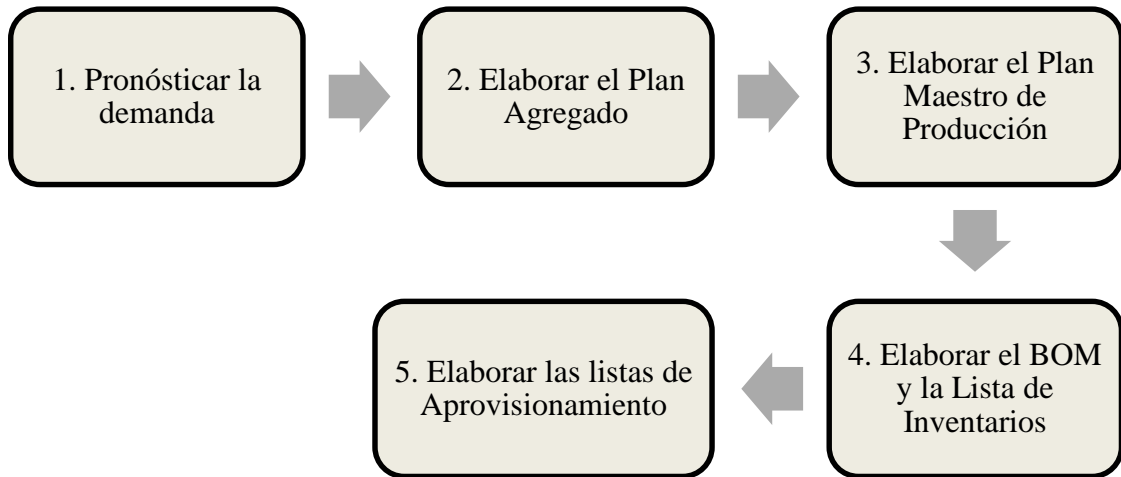 1. Pronósticar la
demanda
2. Elaborar el Plan
Agregado
3. Elaborar el Plan
Maestro de
Producción
4. Elaborar el BOM
y la Lista de
Inventarios
5. Elaborar las listas de
Aprovisionamiento